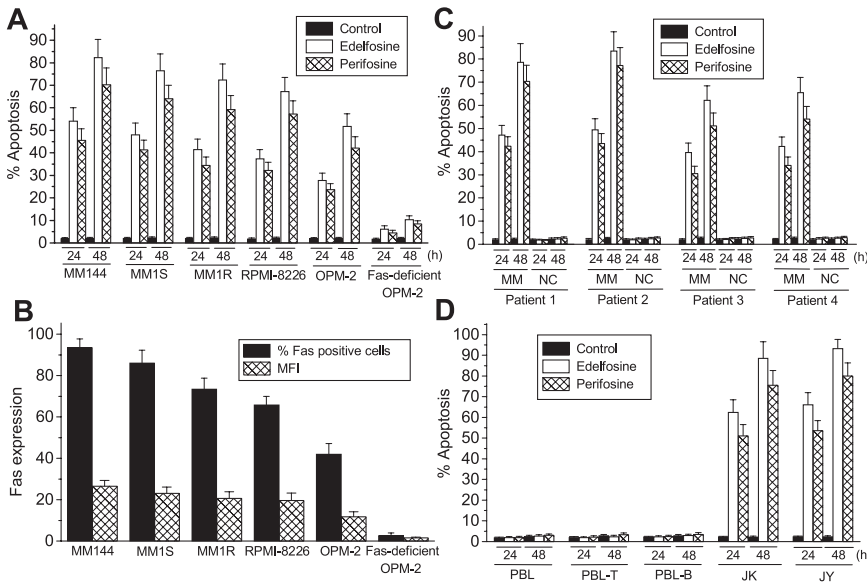 A
Control
Edelfosine
Perifosine
% Apoptosis
90
80
70
60
50
40
30
20
10
0
24 48 24 48 24 48 24 48 24 48 24 48 (h)
MM144 MM1S MM1R RPMI-8226 OPM-2 Fas-deficient
OPM-2
B
% Fas positive cells
MFI
Fas expression
100
80
60
40
20
0
MM144 MM1S MM1R RPMI-8226 OPM-2 Fas-deficient
OPM-2
C
Control
Edelfosine
Perifosine
% Apoptosis
90
80
70
60
50
40
30
20
10
0
24 48 24 48 24 48 24 48 24 48 24 48 24 48 24 48 (h)
MM NC MM NC MM NC MM NC
Patient 1 Patient 2 Patient 3 Patient 4
D
Control
Edelfosine
Perifosine
% Apoptosis
90
80
70
60
50
40
30
20
10
0
24 48 24 48 24 48 24 48 24 48 (h)
PBL PBL-T PBL-B JK JY